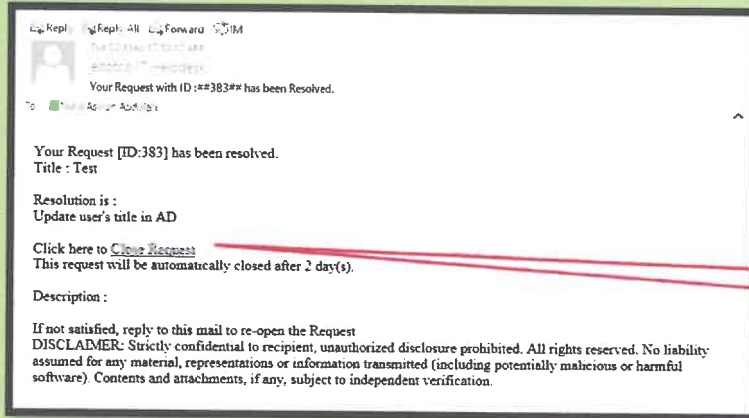 Reply Reply All Forward IM
Your Request with ID :##383## has been Resolved.
To
Your Request [ID:383] has been resolved.
Title : Test
Resolution is :
Update user's title in AD
Click here to Close Request
This request will be automatically closed after 2 day(s).
Description :
If not satisfied, reply to this mail to re-open the Request
DISCLAIMER: Strictly confidential to recipient, unauthorized disclosure prohibited. All rights reserved. No liability
assumed for any material, representations or information transmitted (including potentially malicious or harmful
software). Contents and attachments, if any, subject to independent verification.